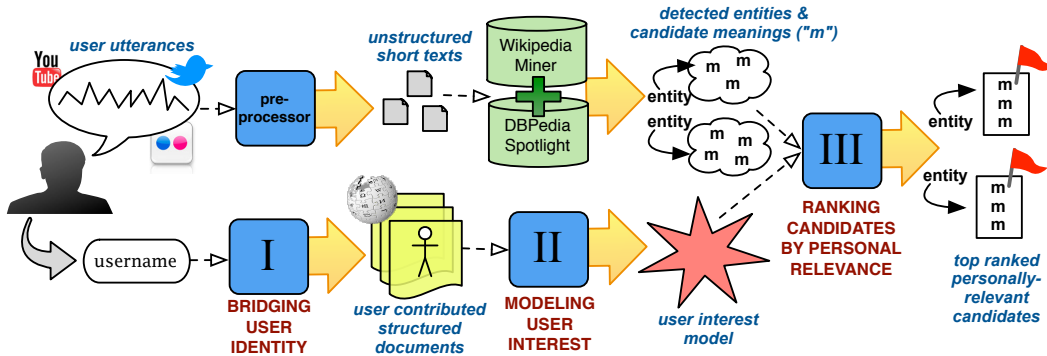 user utterances
You
Tube
pre-
processor
unstructured
short texts
Wikipedia
Miner
DBPedia
Spotlight
detected entities &
candidate meanings ("m")
m
m
m
entity
entity
m
m
m
m
III
RANKING
CANDIDATES
BY PERSONAL
RELEVANCE
entity
m
m
m
entity
m
m
m
top ranked
personally-
relevant
candidates
username
I
BRIDGING
USER
IDENTITY
user contributed
structured
documents
II
MODELING
USER
INTEREST
user interest
model